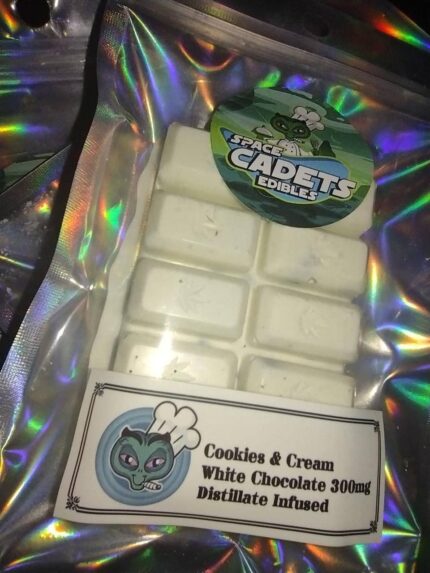 SPACE
CADETS
EDIBLES
Cookies & Cream
White Chocolate 300mg
Distillate Infused